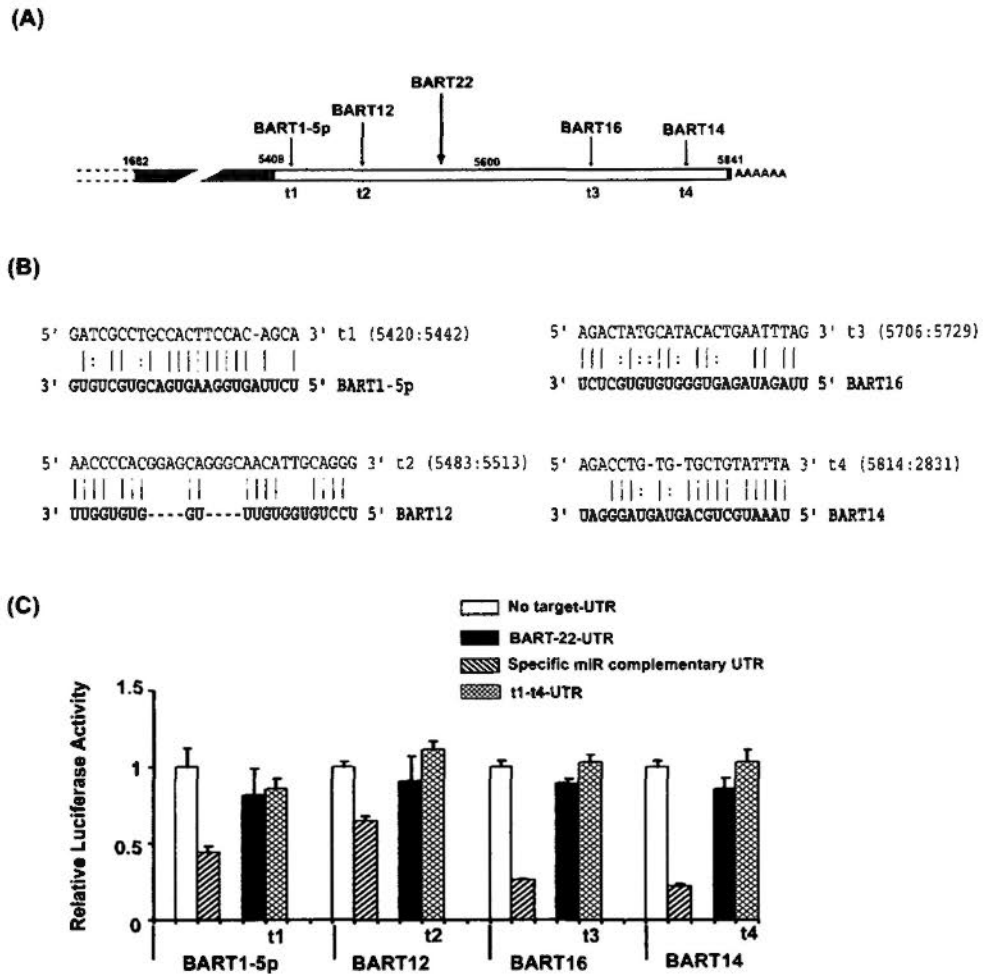 (A)
BART22
BART12
BART1-5p
BART16
BART14
1682
5408
5600
5841
AAAAAA
t1
t2
t3
t4
(B)
5' GATCGCCTGCCACTTCCAC-AGCA 3' t1 (5420:5442)
3' GUGUCGUGCAGUGAAGGUGAUUCU 5' BART1-5p
5' AGACTATGCATACACTGAATTTAG 3' t3 (5706:5729)
3' UCUCGUGUGUGGGUGAGAUAGAUU 5' BART16
5' AACCCCACGGAGCAGGGCAACATTGCAGGG 3' t2 (5483:5513)
3' UUGGUGUG----GU----UUGUGGUGUCCU 5' BART12
5' AGACCTG-TG-TGCTGTATTTA 3' t4 (5814:2831)
3' UAGGGAUGAUGACGUCGUAAAU 5' BART14
(C)
No target-UTR
BART-22-UTR
Specific miR complementary UTR
t1-t4-UTR
Relative Luciferase Activity
1.5
1
0.5
0
t1
t2
t3
t4
BART1-5p
BART12
BART16
BART14